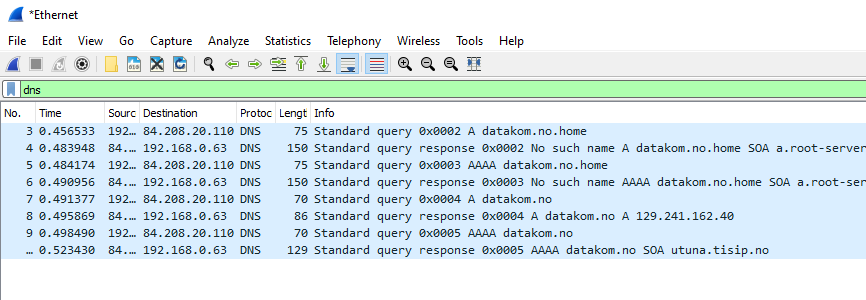 *Ethernet
File Edit View Go Capture Analyze Statistics Telephony Wireless Tools Help
dns
No. Time Sourc Destination Protoc Lengt Info
3 0.456533 192… 84.208.20.110 DNS 75 Standard query 0x0002 A datakom.no.home
4 0.483948 84.… 192.168.0.63 DNS 150 Standard query response 0x0002 No such name A datakom.no.home SOA a.root-server
5 0.484174 192… 84.208.20.110 DNS 75 Standard query 0x0003 AAAA datakom.no.home
6 0.490956 84.… 192.168.0.63 DNS 150 Standard query response 0x0003 No such name AAAA datakom.no.home SOA a.root-ser
7 0.491377 192… 84.208.20.110 DNS 70 Standard query 0x0004 A datakom.no
8 0.495869 84.… 192.168.0.63 DNS 86 Standard query response 0x0004 A datakom.no A 129.241.162.40
9 0.498490 192… 84.208.20.110 DNS 70 Standard query 0x0005 AAAA datakom.no
… 0.523430 84.… 192.168.0.63 DNS 129 Standard query response 0x0005 AAAA datakom.no SOA utuna.tisip.no